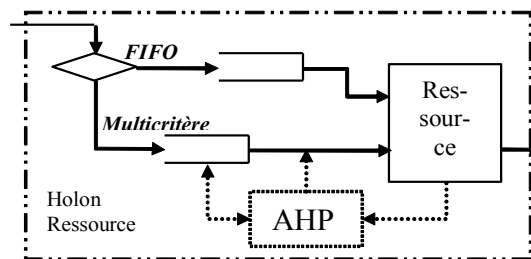 FIFO
Res-
sour-
ce
Multicritère
Holon
Ressource
AHP